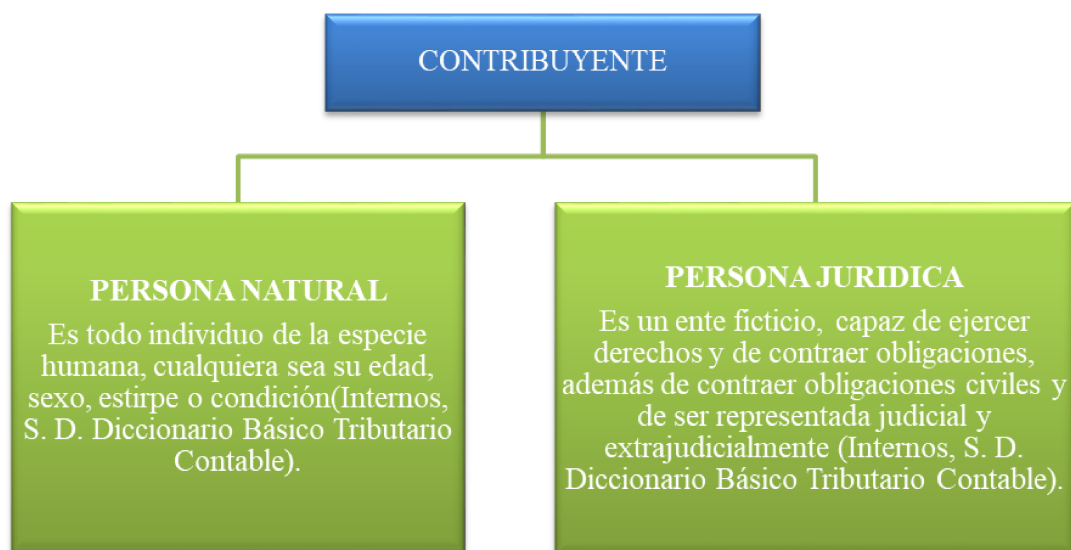 CONTRIBUYENTE
PERSONA NATURAL
Es todo individuo de la especie
humana, cualquiera sea su edad,
sexo, estirpe o condición(Internos,
S. D. Diccionario Básico Tributario
Contable).
PERSONA JURIDICA
Es un ente ficticio, capaz de ejercer
derechos y de contraer obligaciones,
además de contraer obligaciones civiles y
de ser representada judicial y
extrajudicialmente (Internos, S. D.
Diccionario Básico Tributario Contable).